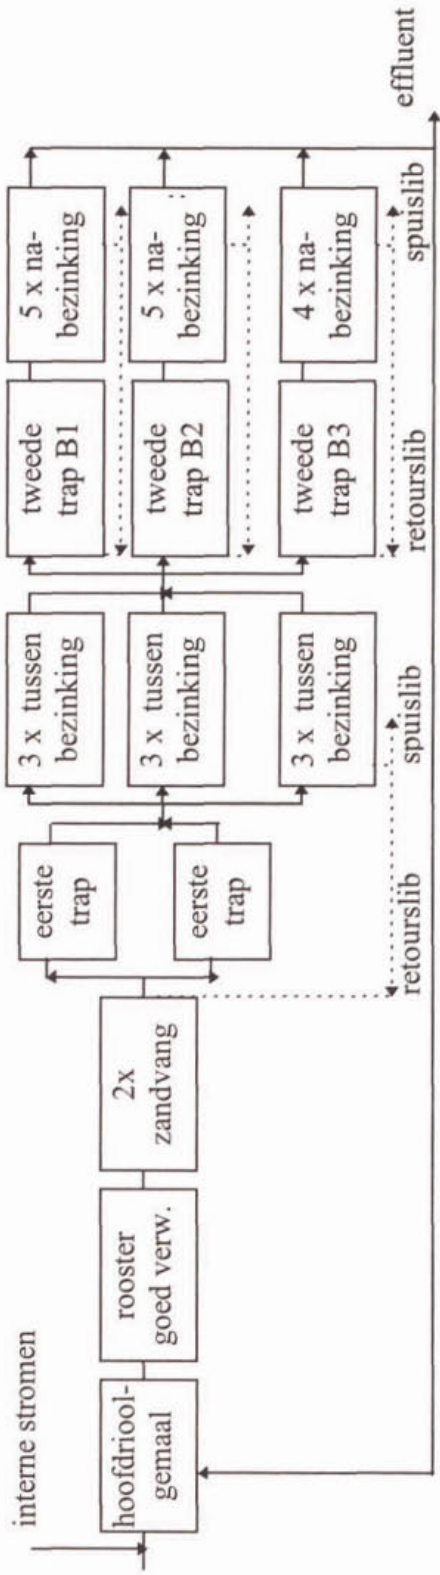 interne stromen
hoofdriool-
gemaal
rooster
goed verw.
2x
zandvang
eerste
trap
eerste
trap
3 x tussen
bezinking
3 x tussen
bezinking
3 x tussen
bezinking
tweede
trap B1
tweede
trap B2
tweede
trap B3
5 x na-
bezinking
5 x na-
bezinking
4 x na-
bezinking
retourslib
spuislib
retourslib
spuislib
effluent